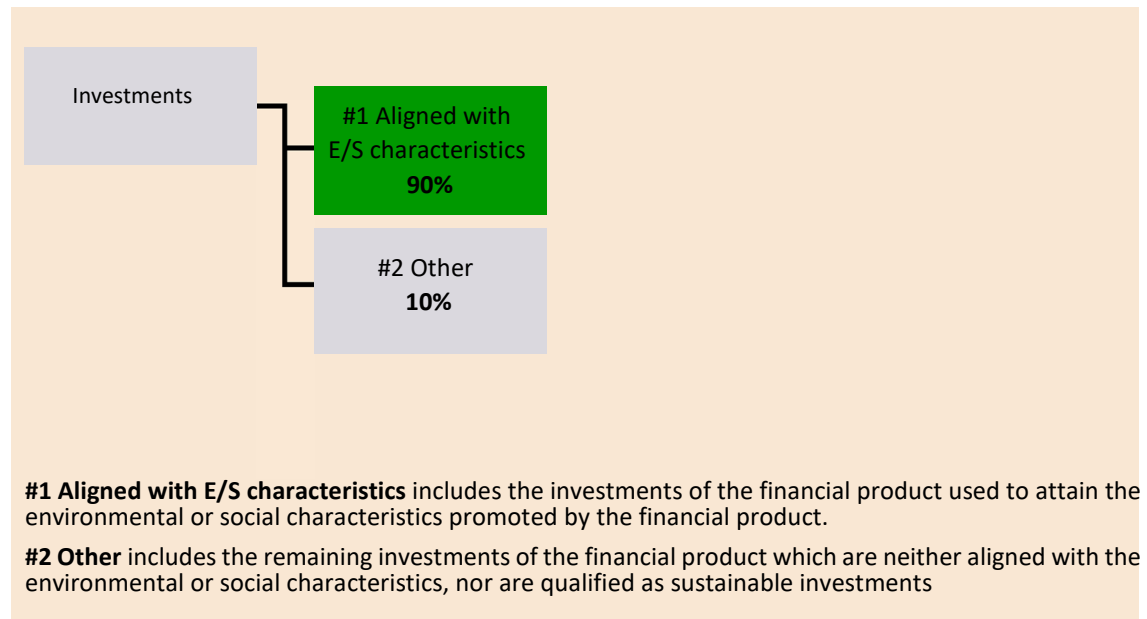 Investments
#1 Aligned with
E/S characteristics
90%
#2 Other
10%
#1 Aligned with E/S characteristics includes the investments of the financial product used to attain the
environmental or social characteristics promoted by the financial product.
#2 Other includes the remaining investments of the financial product which are neither aligned with the
environmental or social characteristics, nor are qualified as sustainable investments